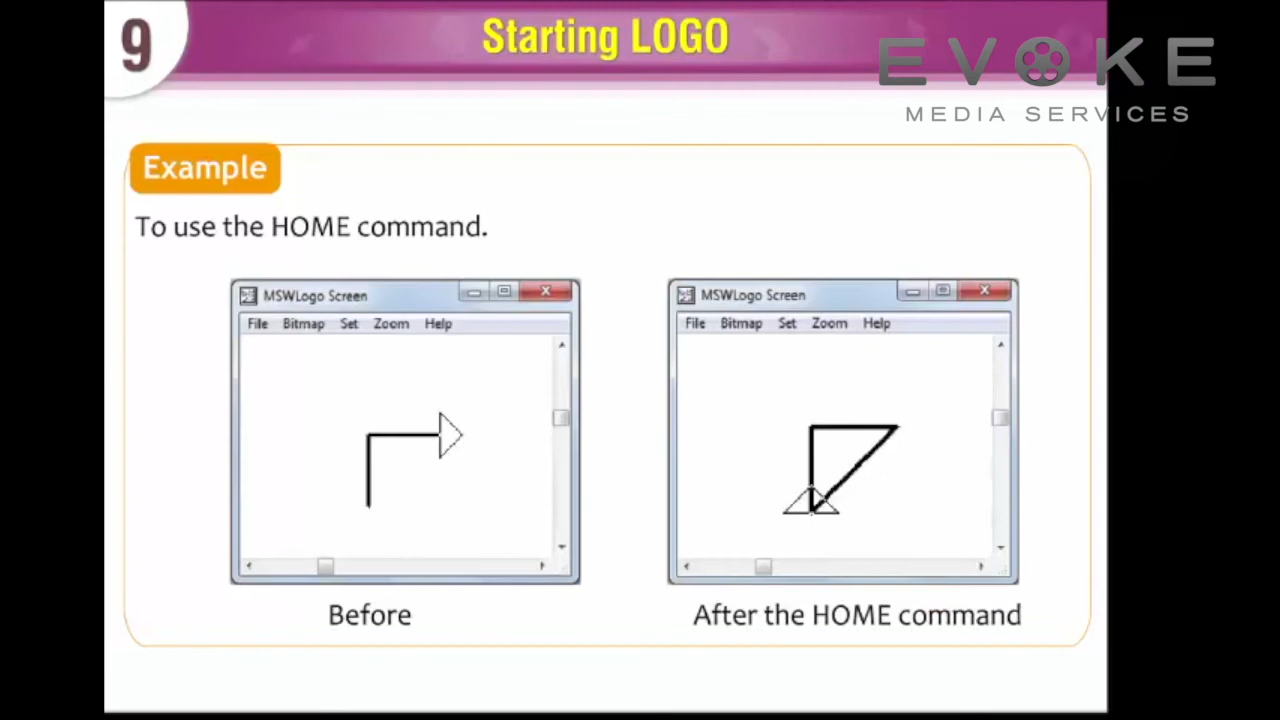 9
Starting LOGO
EVOKE
MEDIA SERVICES
Example
To use the HOME command.
MSWLogo Screen
File Bitmap Set Zoom Help
MSWLogo Screen
File Bitmap Set Zoom Help
Before
After the HOME command